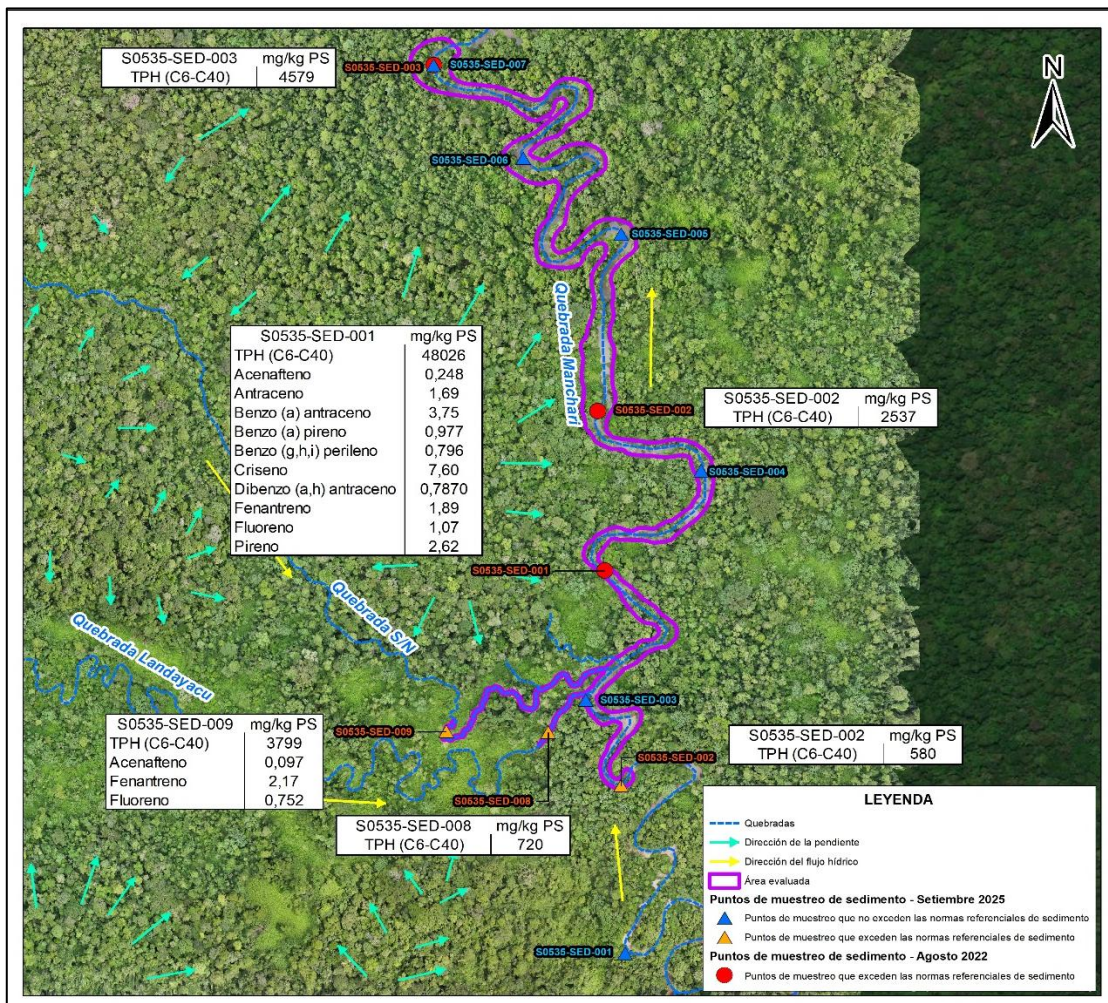 S0535-SED-003 mg/kg PS
TPH (C6-C40) 4579
S0535-SED-003
S0535-SED-007
N
S0535-SED-006
S0535-SED-005
Quebrada Manchari
S0535-SED-001 mg/kg PS
TPH (C6-C40) 48026
Acenafteno 0,248
Antraceno 1,69
Benzo (a) antraceno 3,75
Benzo (a) pireno 0,977
Benzo (g,h,i) perileno 0,796
Criseno 7,60
Dibenzo (a,h) antraceno 0,7870
Fenantreno 1,89
Fluoreno 1,07
Pireno 2,62
S0535-SED-002
S0535-SED-002 mg/kg PS
TPH (C6-C40) 2537
S0535-SED-004
S0535-SED-001
Quebrada S/N
Quebrada Landayacu
S0535-SED-003
S0535-SED-009 mg/kg PS
TPH (C6-C40) 3799
Acenafteno 0,097
Fenantreno 2,17
Fluoreno 0,752
S0535-SED-009
S0535-SED-008
S0535-SED-002
S0535-SED-002 mg/kg PS
TPH (C6-C40) 580
S0535-SED-008 mg/kg PS
TPH (C6-C40) 720
S0535-SED-001
LEYENDA
Quebradas
Dirección de la pendiente
Dirección del flujo hídrico
Área evaluada
Puntos de muestreo de sedimento - Setiembre 2025
Puntos de muestreo que no exceden las normas referenciales de sedimento
Puntos de muestreo que exceden las normas referenciales de sedimento
Puntos de muestreo de sedimento - Agosto 2022
Puntos de muestreo que exceden las normas referenciales de sedimento